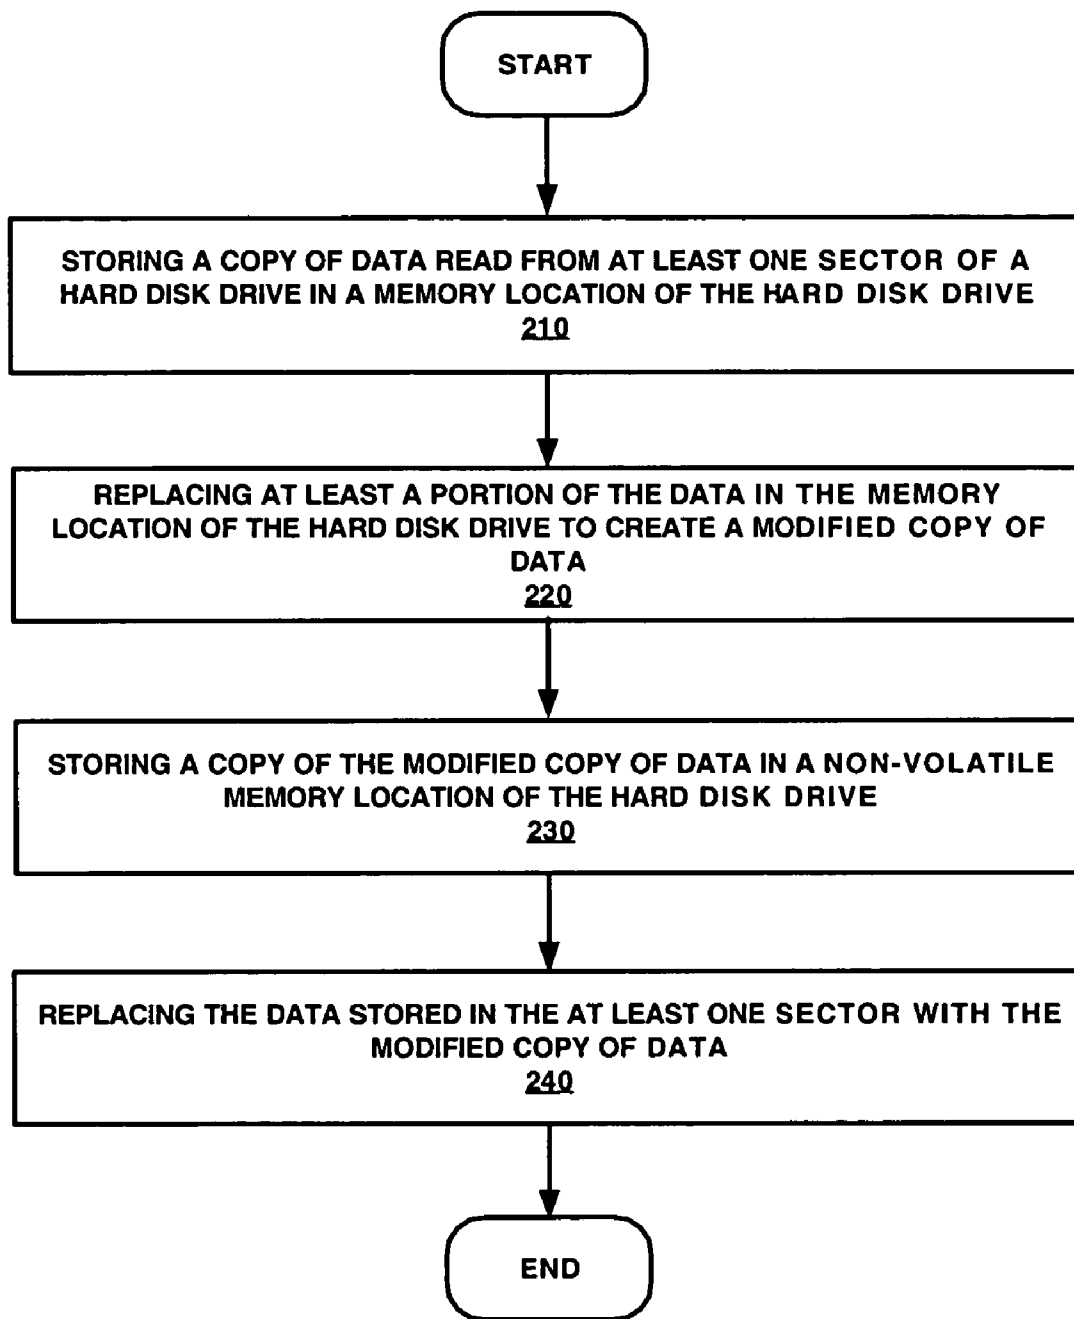 START
STORING A COPY OF DATA READ FROM AT LEAST ONE SECTOR OF A
HARD DISK DRIVE IN A MEMORY LOCATION OF THE HARD DISK DRIVE
210
REPLACING AT LEAST A PORTION OF THE DATA IN THE MEMORY
LOCATION OF THE HARD DISK DRIVE TO CREATE A MODIFIED COPY OF
DATA
220
STORING A COPY OF THE MODIFIED COPY OF DATA IN A NON-VOLATILE
MEMORY LOCATION OF THE HARD DISK DRIVE
230
REPLACING THE DATA STORED IN THE AT LEAST ONE SECTOR WITH THE
MODIFIED COPY OF DATA
240
END